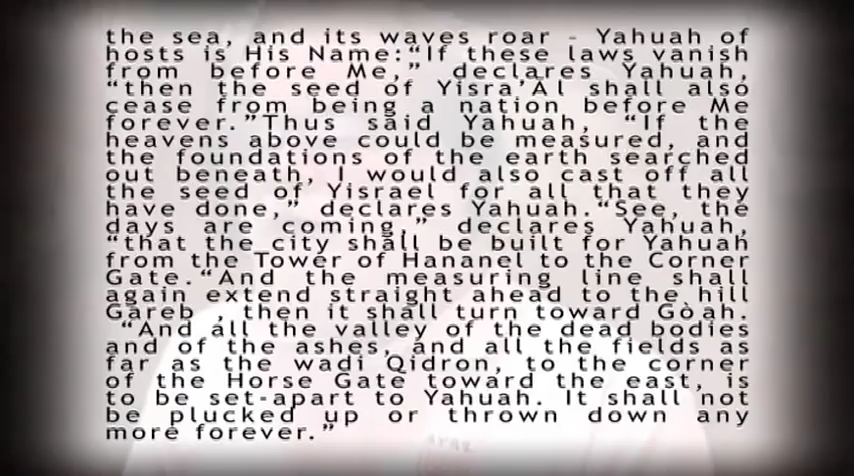 the sea, and its waves roar - Yahuah of
hosts is His Name:“If these laws vanish
from before Me,” declares Yahuah,
“then the seed of Yisra’Al shall also
cease from being a nation before Me
forever.”Thus said Yahuah, “If the
heavens above could be measured, and
the foundations of the earth searched
out beneath, I would also cast off all
the seed of Yisrael for all that they
have done,” declares Yahuah.“See, the
days are coming,” declares Yahuah,
“that the city shall be built for Yahuah
from the Tower of Hananel to the Corner
Gate.“And the measuring line shall
again extend straight ahead to the hill
Gareb , then it shall turn toward Gòah.
“And all the valley of the dead bodies
and of the ashes, and all the fields as
far as the wadi Qidron, to the corner
of the Horse Gate toward the east, is
to be set-apart to Yahuah. It shall not
be plucked up or thrown down any
more forever.”